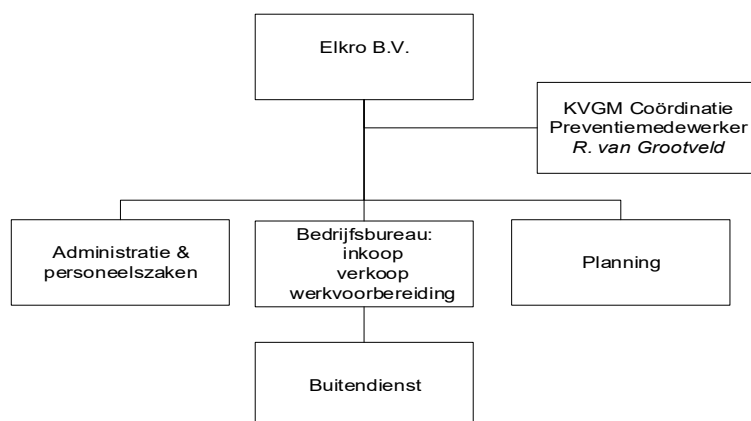 Elkro B.V.
KVGM Coördinatie
Preventiemedewerker
R. van Grootveld
Administratie &
personeelszaken
Bedrijfsbureau:
inkoop
verkoop
werkvoorbereiding
Planning
Buitendienst